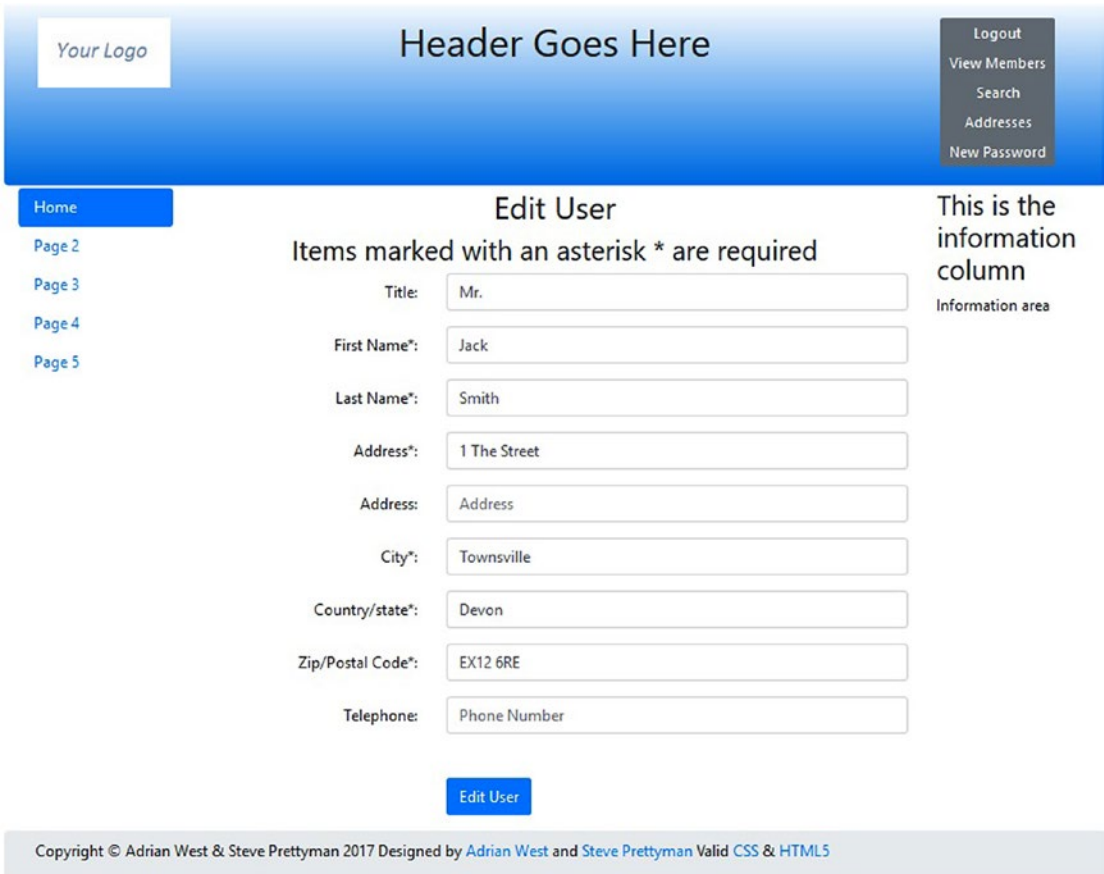 Your Logo
Header Goes Here
Logout
View Members
Search
Addresses
New Password
Home
Page 2
Page 3
Page 4
Page 5
Edit User
Items marked with an asterisk * are required
Title: Mr.
First Name*: Jack
Last Name*: Smith
Address*: 1 The Street
Address: Address
City*: Townsville
Country/state*: Devon
Zip/Postal Code*: EX12 6RE
Telephone: Phone Number
Edit User
This is the
information
column
Information area
Copyright © Adrian West & Steve Prettyman 2017 Designed by Adrian West and Steve Prettyman Valid CSS & HTML5